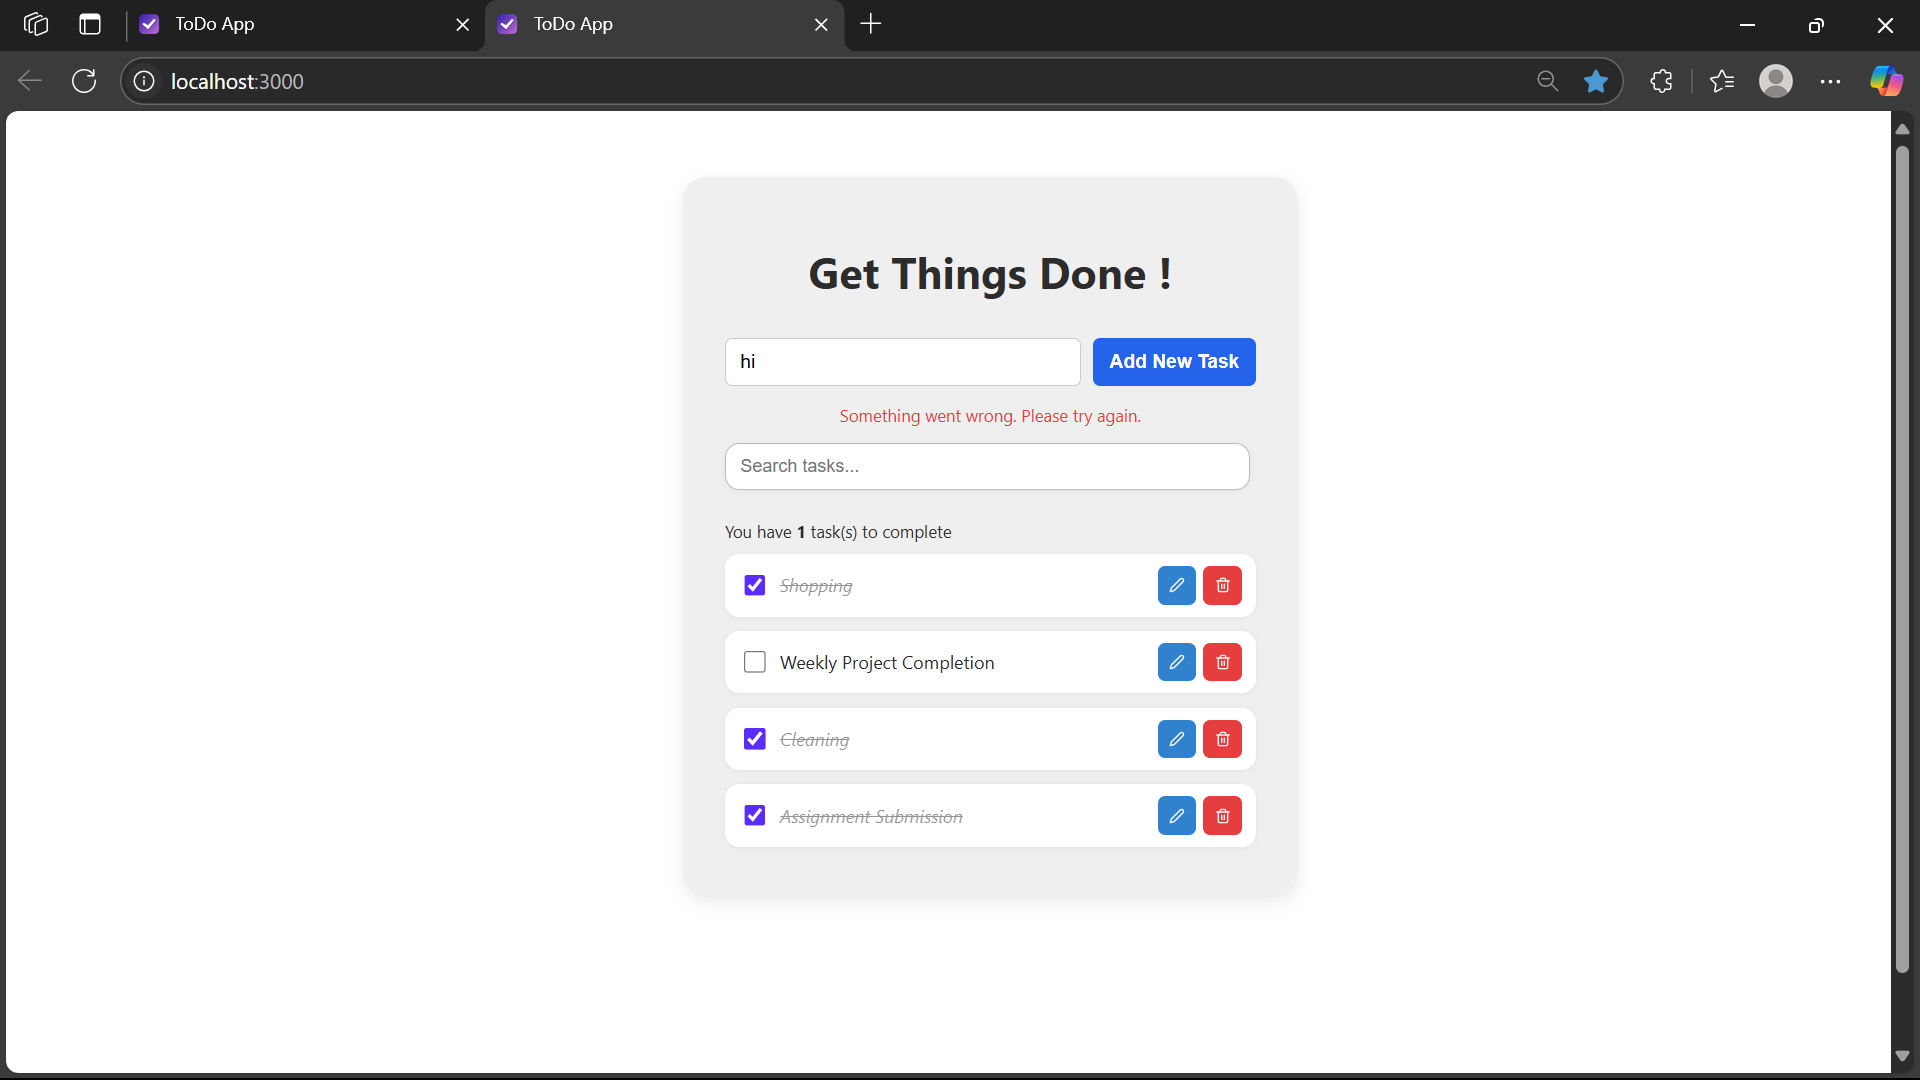 ToDo App
ToDo App
localhost:3000
Get Things Done !
hi
Add New Task
Something went wrong. Please try again.
Search tasks...
You have 1 task(s) to complete
Shopping
Weekly Project Completion
Cleaning
Assignment Submission